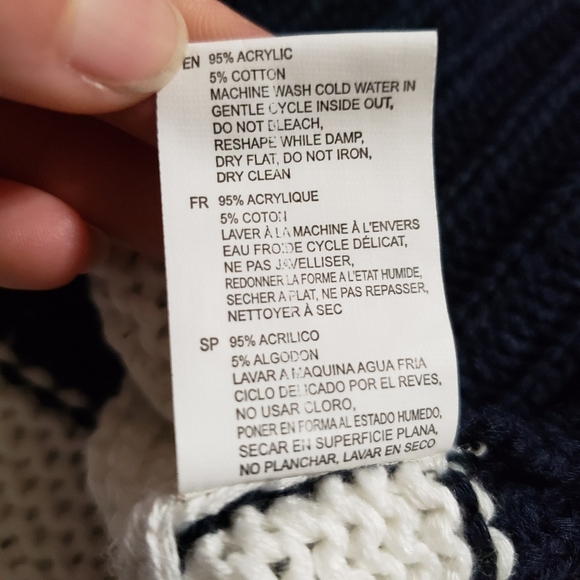 EN 95% ACRYLIC
5% COTTON
MACHINE WASH COLD WATER IN
GENTLE CYCLE INSIDE OUT,
DO NOT BLEACH,
RESHAPE WHILE DAMP,
DRY FLAT, DO NOT IRON,
DRY CLEAN
FR 95% ACRYLIQUE
5% COTON
LAVER À LA MACHINE À L'ENVERS
EAU FROIDE CYCLE DÉLICAT,
NE PAS JAVELLISER,
REDONNER LA FORME A L'ETAT HUMIDE,
SECHER A PLAT, NE PAS REPASSER,
NETTOYER À SEC
SP 95% ACRILICO
5% ALGODON
LAVAR A MAQUINA AGUA FRIA
CICLO DELICADO POR EL REVES,
NO USAR CLORO,
PONER EN FORMA AL ESTADO HUMEDO,
SECAR EN SUPERFICIE PLANA,
NO PLANCHAR, LAVAR EN SECO